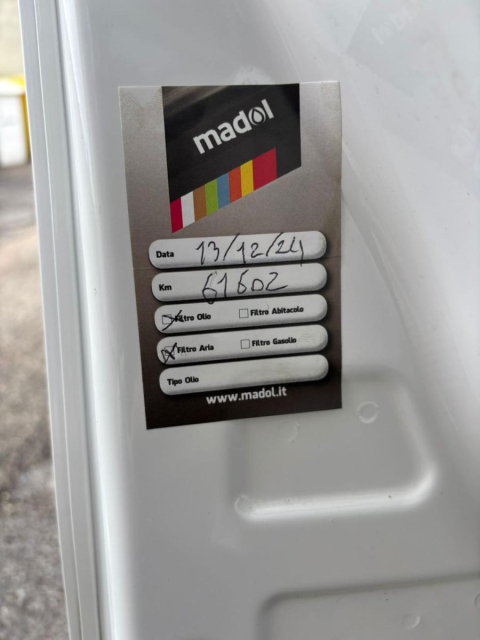 madol
Data 13/12/24
Km 61602
Filtro Olio Filtro Abitacolo
Filtro Aria Filtro Gasolio
Tipo Olio
www.madol.it